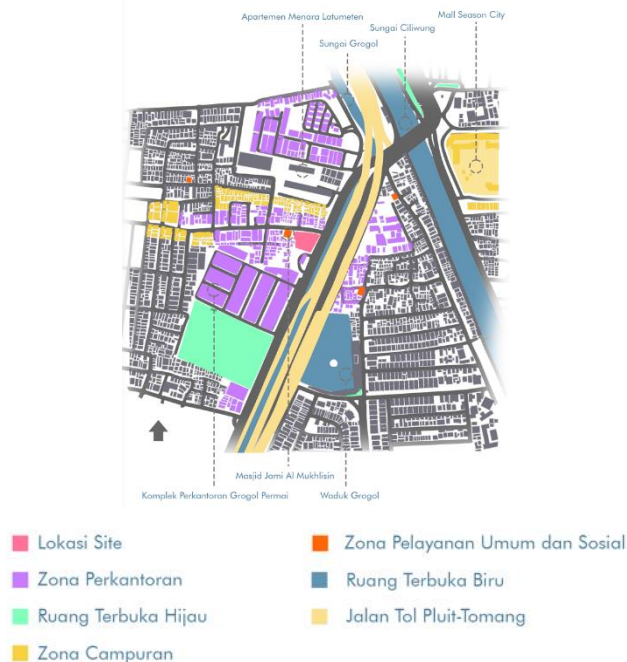 Apartemen Menara Latumeten
Sungai Grogol
Sungai Ciliwung
Mall Season City
Masjid Jami Al Mukhlisin
Komplek Perkantoran Grogol Permai
Waduk Grogol
Lokasi Site
Zona Perkantoran
Ruang Terbuka Hijau
Zona Campuran
Zona Pelayanan Umum dan Sosial
Ruang Terbuka Biru
Jalan Tol Pluit-Tomang